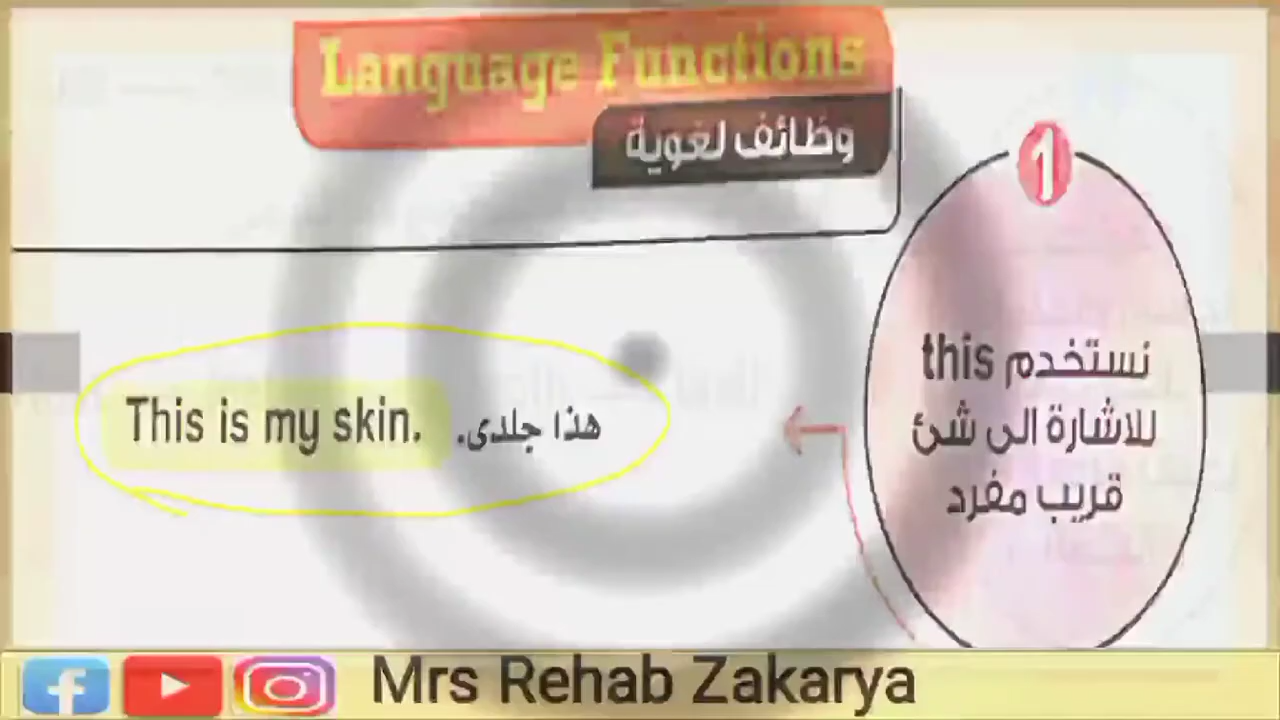 Language Functions
وظائف لغوية
1
نستخدم this
للاشارة الى شئ
قريب مفرد
This is my skin. هذا جلدى.
Mrs Rehab Zakarya